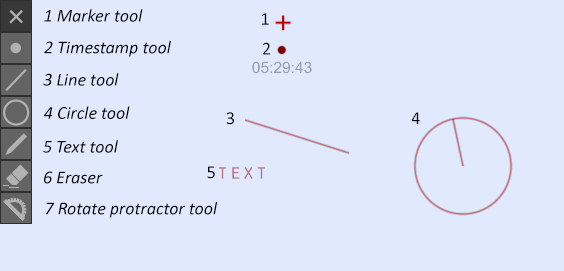 1 Marker tool
2 Timestamp tool
3 Line tool
4 Circle tool
5 Text tool
6 Eraser
7 Rotate protractor tool
1
2
05:29:43
3
4
5 TEXT